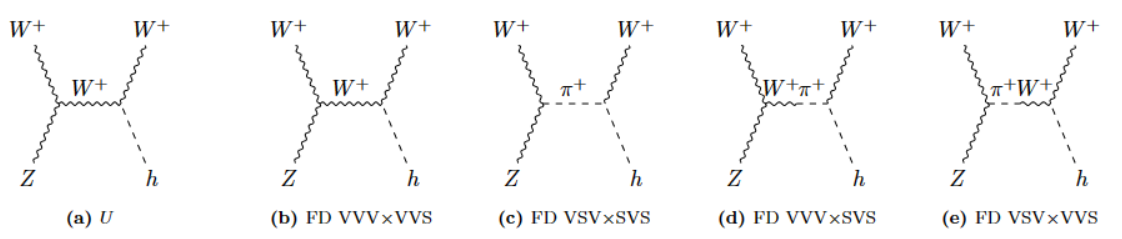 W⁺ W⁺ W⁺ W⁺ W⁺ W⁺ W⁺ W⁺ W⁺ W⁺
W⁺ W⁺ π⁺ W⁺π⁺ π⁺W⁺
Z h Z h Z h Z h Z h
(a) U (b) FD VVV×VVS (c) FD VSV×SVS (d) FD VVV×SVS (e) FD VSV×VVS